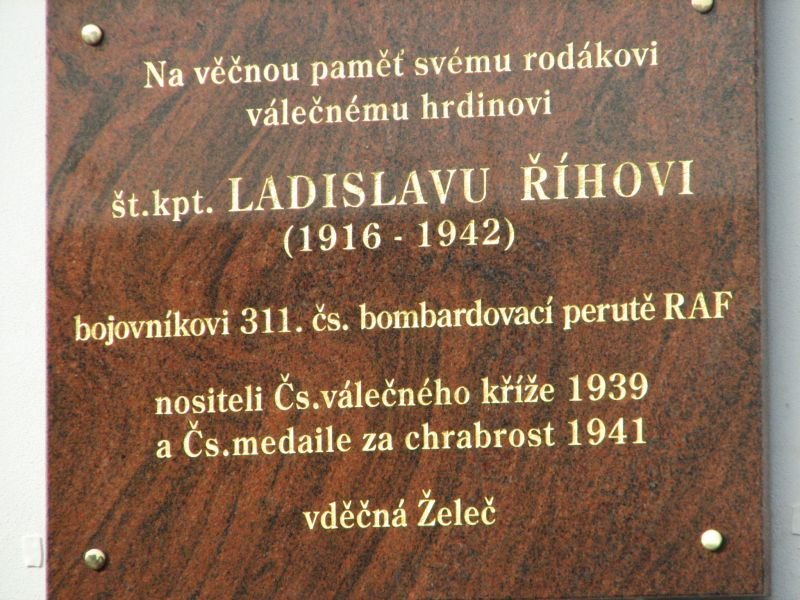 Na věčnou paměť svému rodákovi
válečnému hrdinovi
št.kpt. LADISLAVU ŘÍHOVI
(1916 - 1942)
bojovníkovi 311. čs. bombardovací perutě RAF
nositeli Čs.válečného kříže 1939
a Čs.medaile za chrabrost 1941
vděčná Želeč